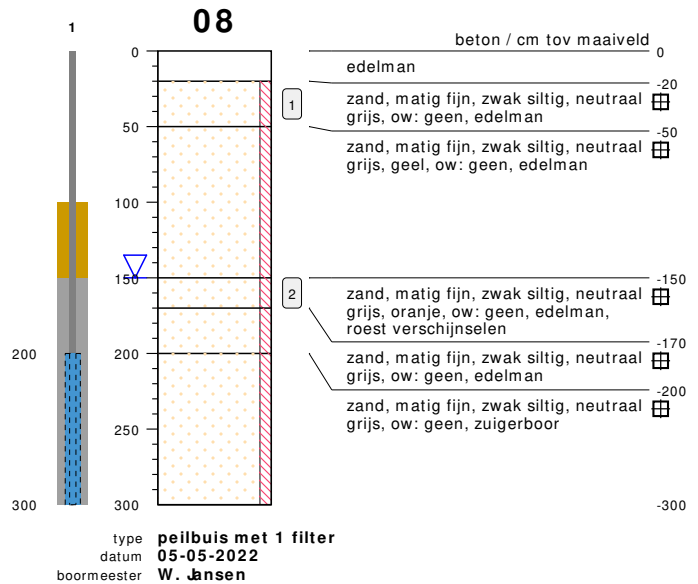 08
1
beton / cm tov maaiveld
0
0
edelman
-20
1
zand, matig fijn, zwak siltig, neutraal
grijs, ow: geen, edelman
50
-50
zand, matig fijn, zwak siltig, neutraal
grijs, geel, ow: geen, edelman
100
150
-150
2
zand, matig fijn, zwak siltig, neutraal
grijs, oranje, ow: geen, edelman,
roest verschijnselen
-170
200
200
zand, matig fijn, zwak siltig, neutraal
grijs, ow: geen, edelman
-200
zand, matig fijn, zwak siltig, neutraal
grijs, ow: geen, zuigerboor
250
300
300
-300
type peilbuis met 1 filter
datum 05-05-2022
boormeester W. Jansen